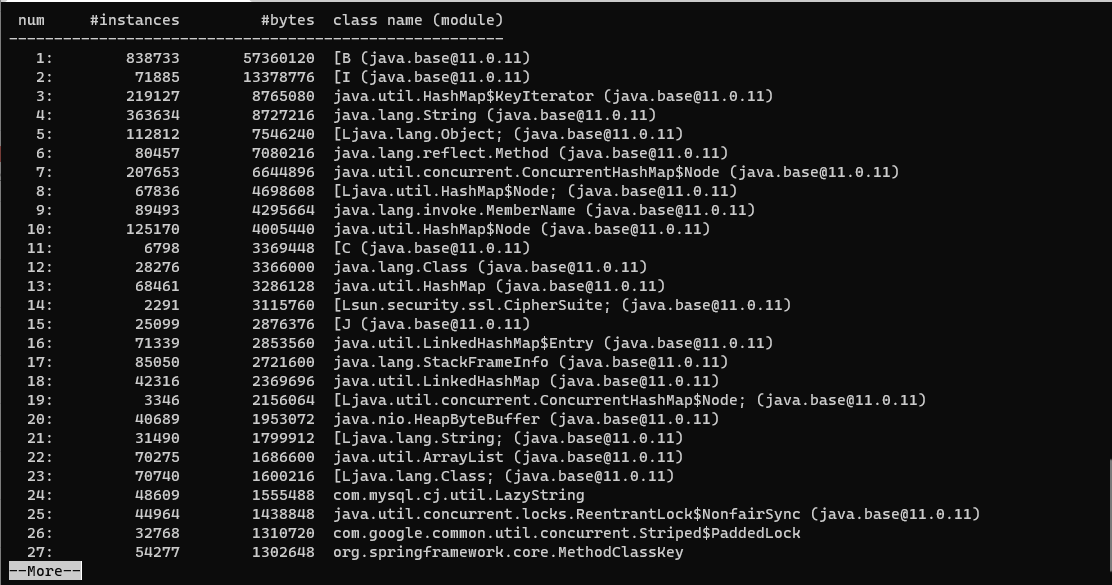 num #instances #bytes class name (module)
-------------------------------------------------------
1: 838733 57360120 [B (java.base@11.0.11)
2: 71885 13378776 [I (java.base@11.0.11)
3: 219127 8765080 java.util.HashMap$KeyIterator (java.base@11.0.11)
4: 363634 8727216 java.lang.String (java.base@11.0.11)
5: 112812 7546240 [Ljava.lang.Object; (java.base@11.0.11)
6: 80457 7080216 java.lang.reflect.Method (java.base@11.0.11)
7: 207653 6644896 java.util.concurrent.ConcurrentHashMap$Node (java.base@11.0.11)
8: 67836 4698608 [Ljava.util.HashMap$Node; (java.base@11.0.11)
9: 89493 4295664 java.lang.invoke.MemberName (java.base@11.0.11)
10: 125170 4005440 java.util.HashMap$Node (java.base@11.0.11)
11: 6798 3369448 [C (java.base@11.0.11)
12: 28276 3366000 java.lang.Class (java.base@11.0.11)
13: 68461 3286128 java.util.HashMap (java.base@11.0.11)
14: 2291 3115760 [Lsun.security.ssl.CipherSuite; (java.base@11.0.11)
15: 25099 2876376 [J (java.base@11.0.11)
16: 71339 2853560 java.util.LinkedHashMap$Entry (java.base@11.0.11)
17: 85050 2721600 java.lang.StackFrameInfo (java.base@11.0.11)
18: 42316 2369696 java.util.LinkedHashMap (java.base@11.0.11)
19: 3346 2156064 [Ljava.util.concurrent.ConcurrentHashMap$Node; (java.base@11.0.11)
20: 40689 1953072 java.nio.HeapByteBuffer (java.base@11.0.11)
21: 31490 1799912 [Ljava.lang.String; (java.base@11.0.11)
22: 70275 1686600 java.util.ArrayList (java.base@11.0.11)
23: 70740 1600216 [Ljava.lang.Class; (java.base@11.0.11)
24: 48609 1555488 com.mysql.cj.util.LazyString
25: 44964 1438848 java.util.concurrent.locks.ReentrantLock$NonfairSync (java.base@11.0.11)
26: 32768 1310720 com.google.common.util.concurrent.Striped$PaddedLock
27: 54277 1302648 org.springframework.core.MethodClassKey
--More--